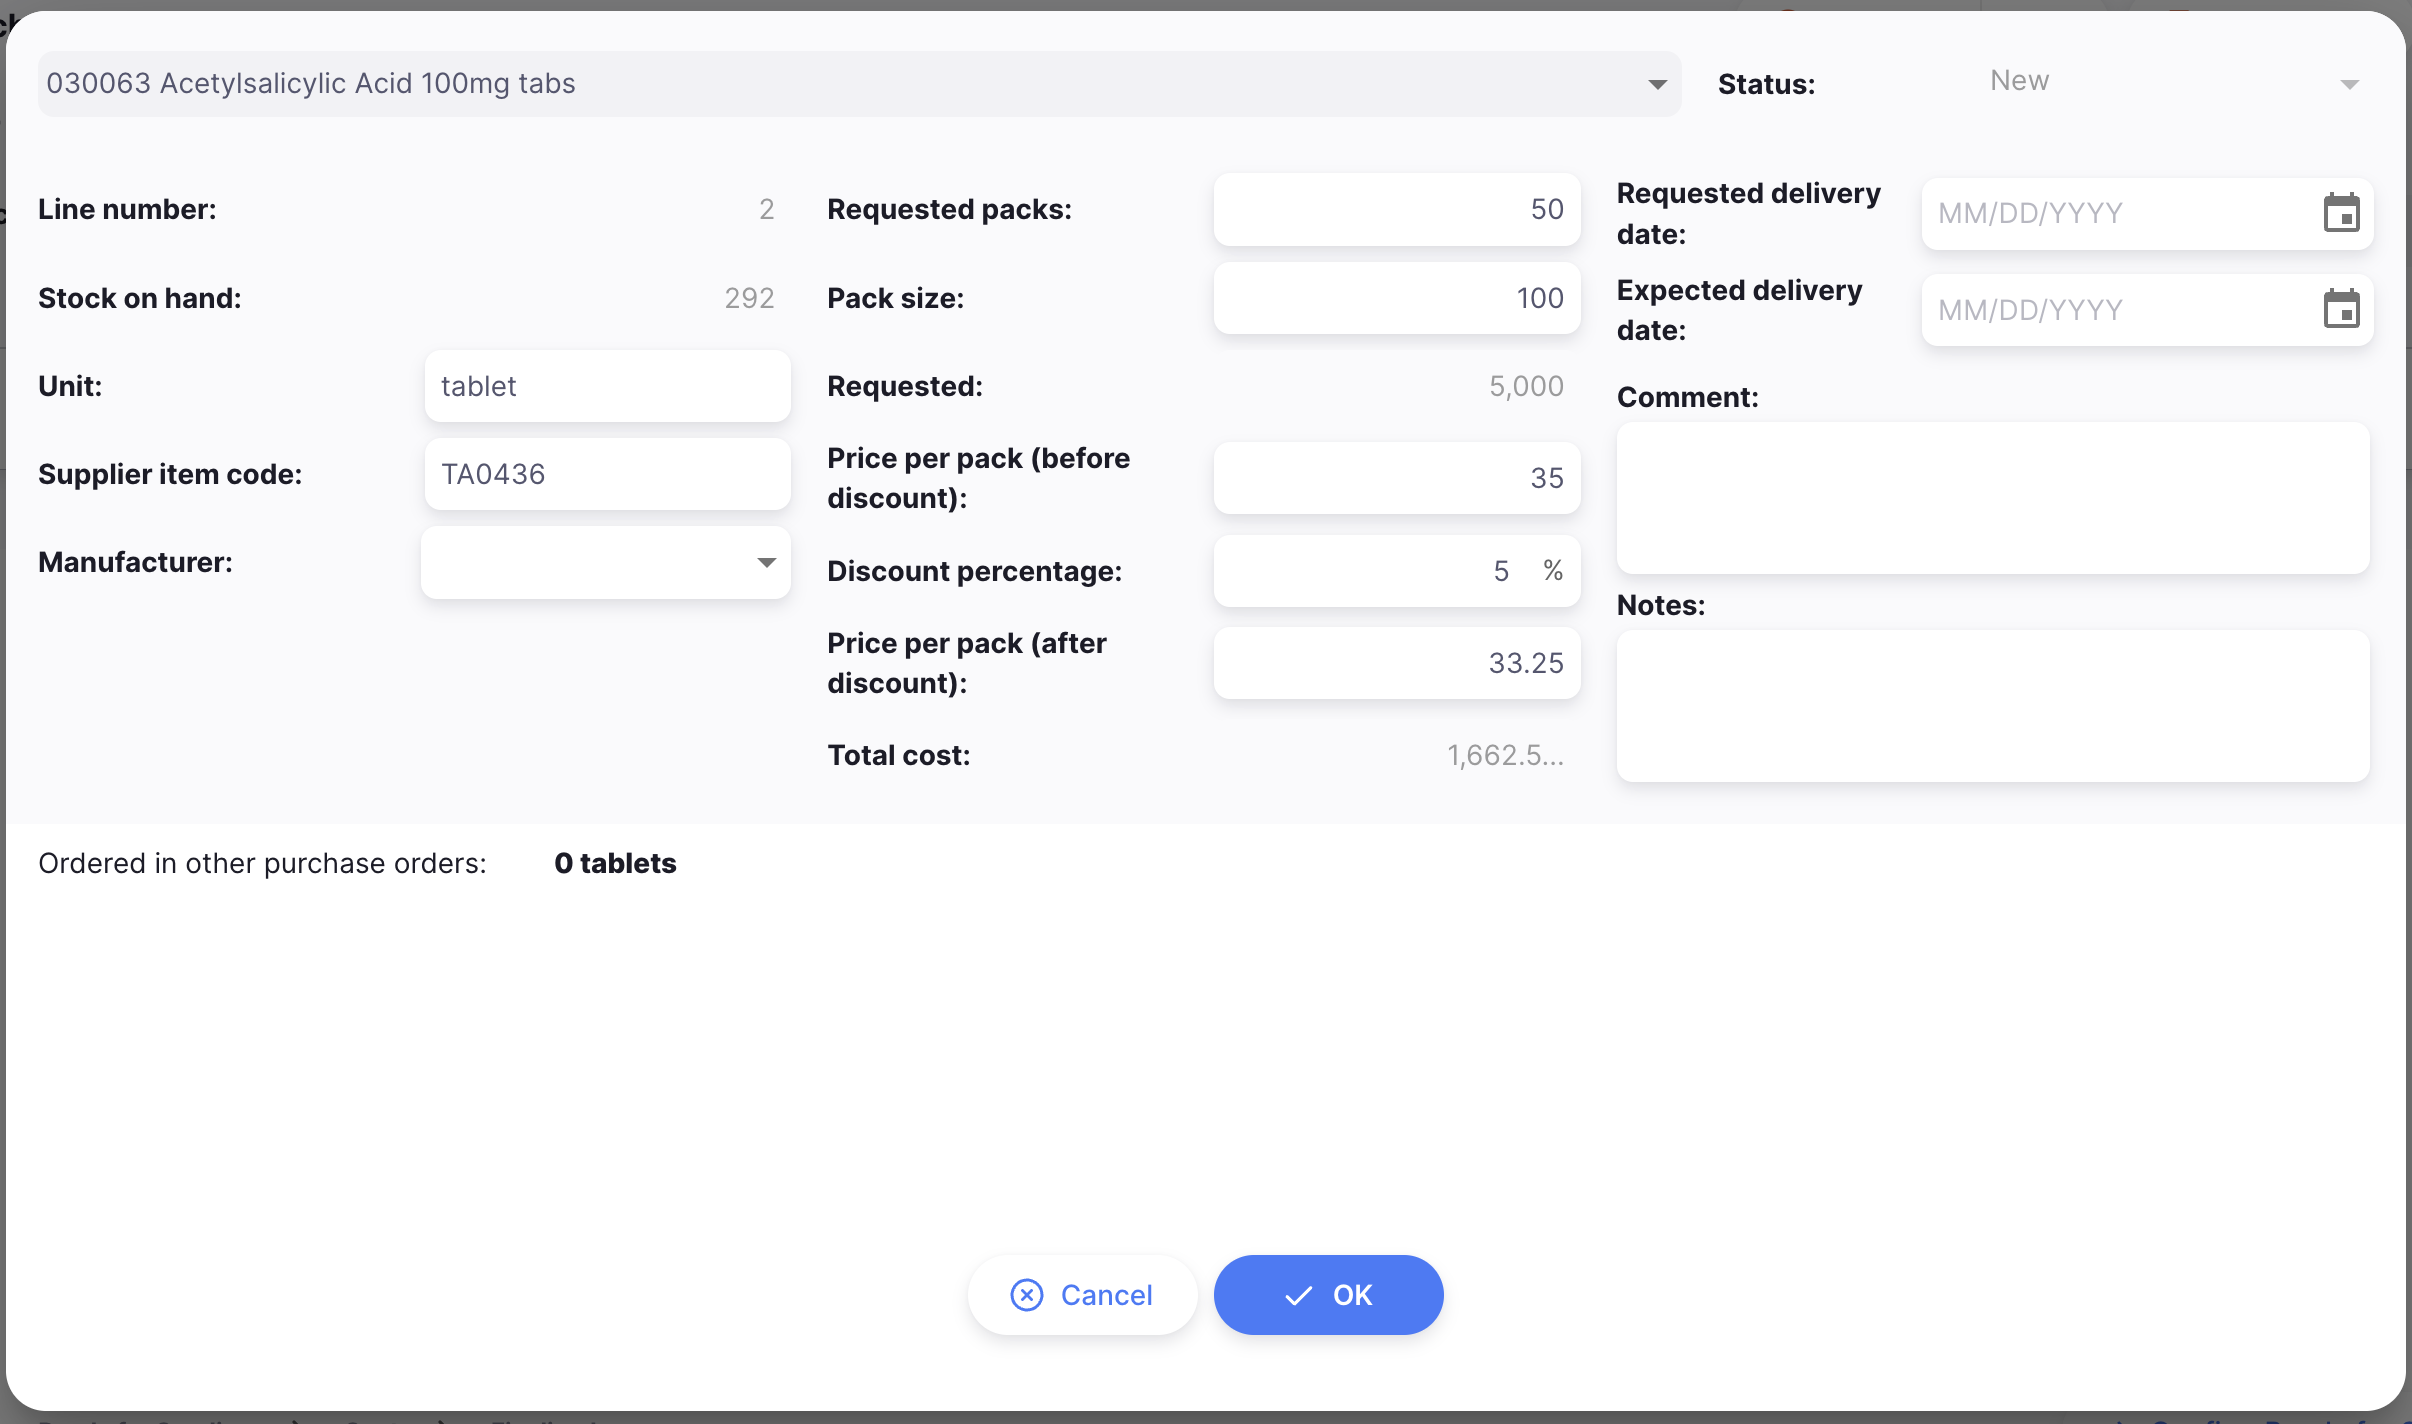 030063 Acetylsalicylic Acid 100mg tabs
Status:
New
Line number:
2
Stock on hand:
292
Unit:
tablet
Supplier item code:
TA0436
Manufacturer:
Requested packs:
50
Pack size:
100
Requested:
5,000
Price per pack (before
discount):
35
Discount percentage:
5 %
Price per pack (after
discount):
33.25
Total cost:
1,662.5...
Requested delivery
date:
MM/DD/YYYY
Expected delivery
date:
MM/DD/YYYY
Comment:
Notes:
Ordered in other purchase orders:
0 tablets
Cancel
OK